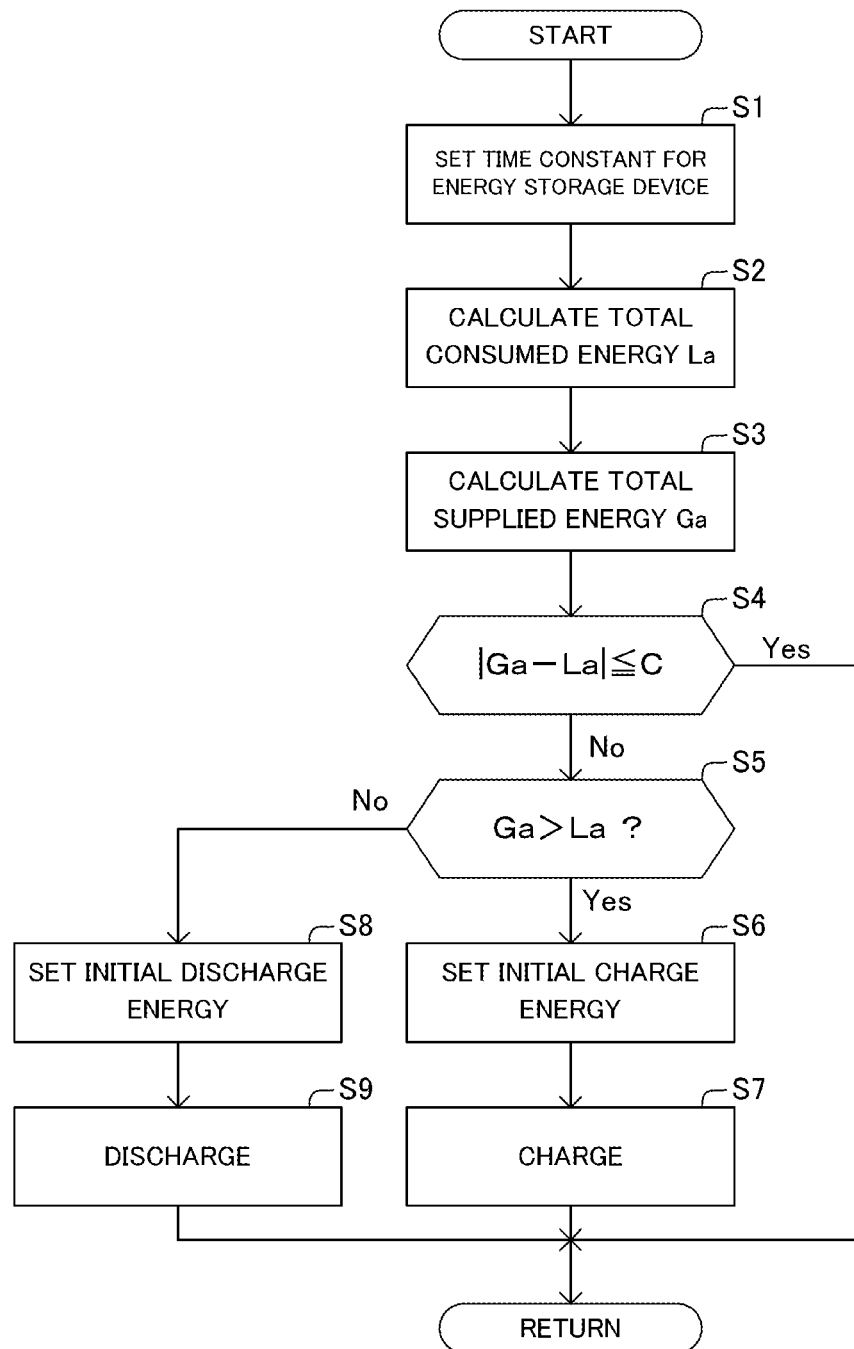 START
S1
SET TIME CONSTANT FOR
ENERGY STORAGE DEVICE
S2
CALCULATE TOTAL
CONSUMED ENERGY La
S3
CALCULATE TOTAL
SUPPLIED ENERGY Ga
S4
|Ga−La|≦C
Yes
No
S5
Ga>La ?
No
Yes
S8
SET INITIAL DISCHARGE
ENERGY
S6
SET INITIAL CHARGE
ENERGY
S9
DISCHARGE
S7
CHARGE
RETURN